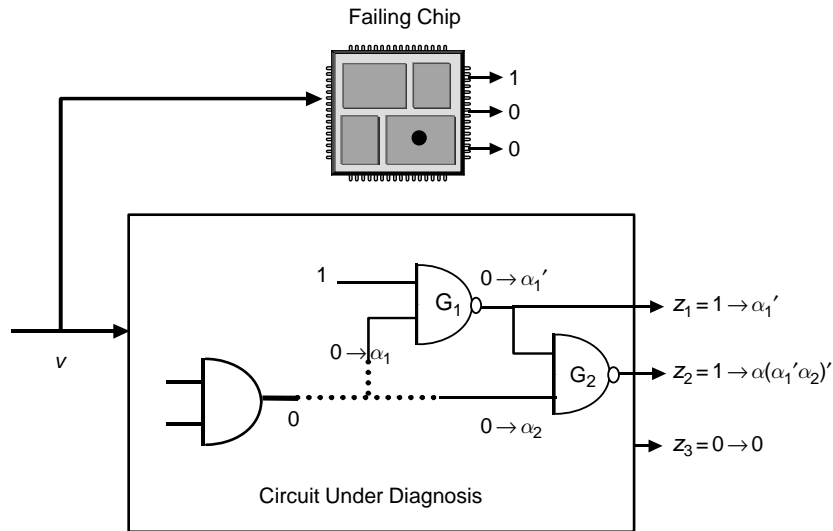 Failing Chip
1
0
0
v
1
G₁
0 → α₁′
z₁ = 1 → α₁′
0 → α₁
G₂
z₂ = 1 → α(α₁′α₂)′
0
0 → α₂
z₃ = 0 → 0
Circuit Under Diagnosis